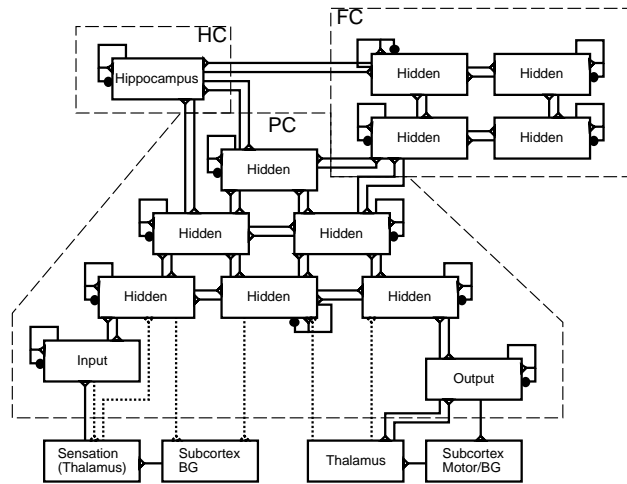 HC
FC
Hippocampus
Hidden
Hidden
Hidden
Hidden
PC
Hidden
Hidden
Hidden
Hidden
Hidden
Hidden
Input
Output
Sensation
(Thalamus)
Subcortex
BG
Thalamus
Subcortex
Motor/BG